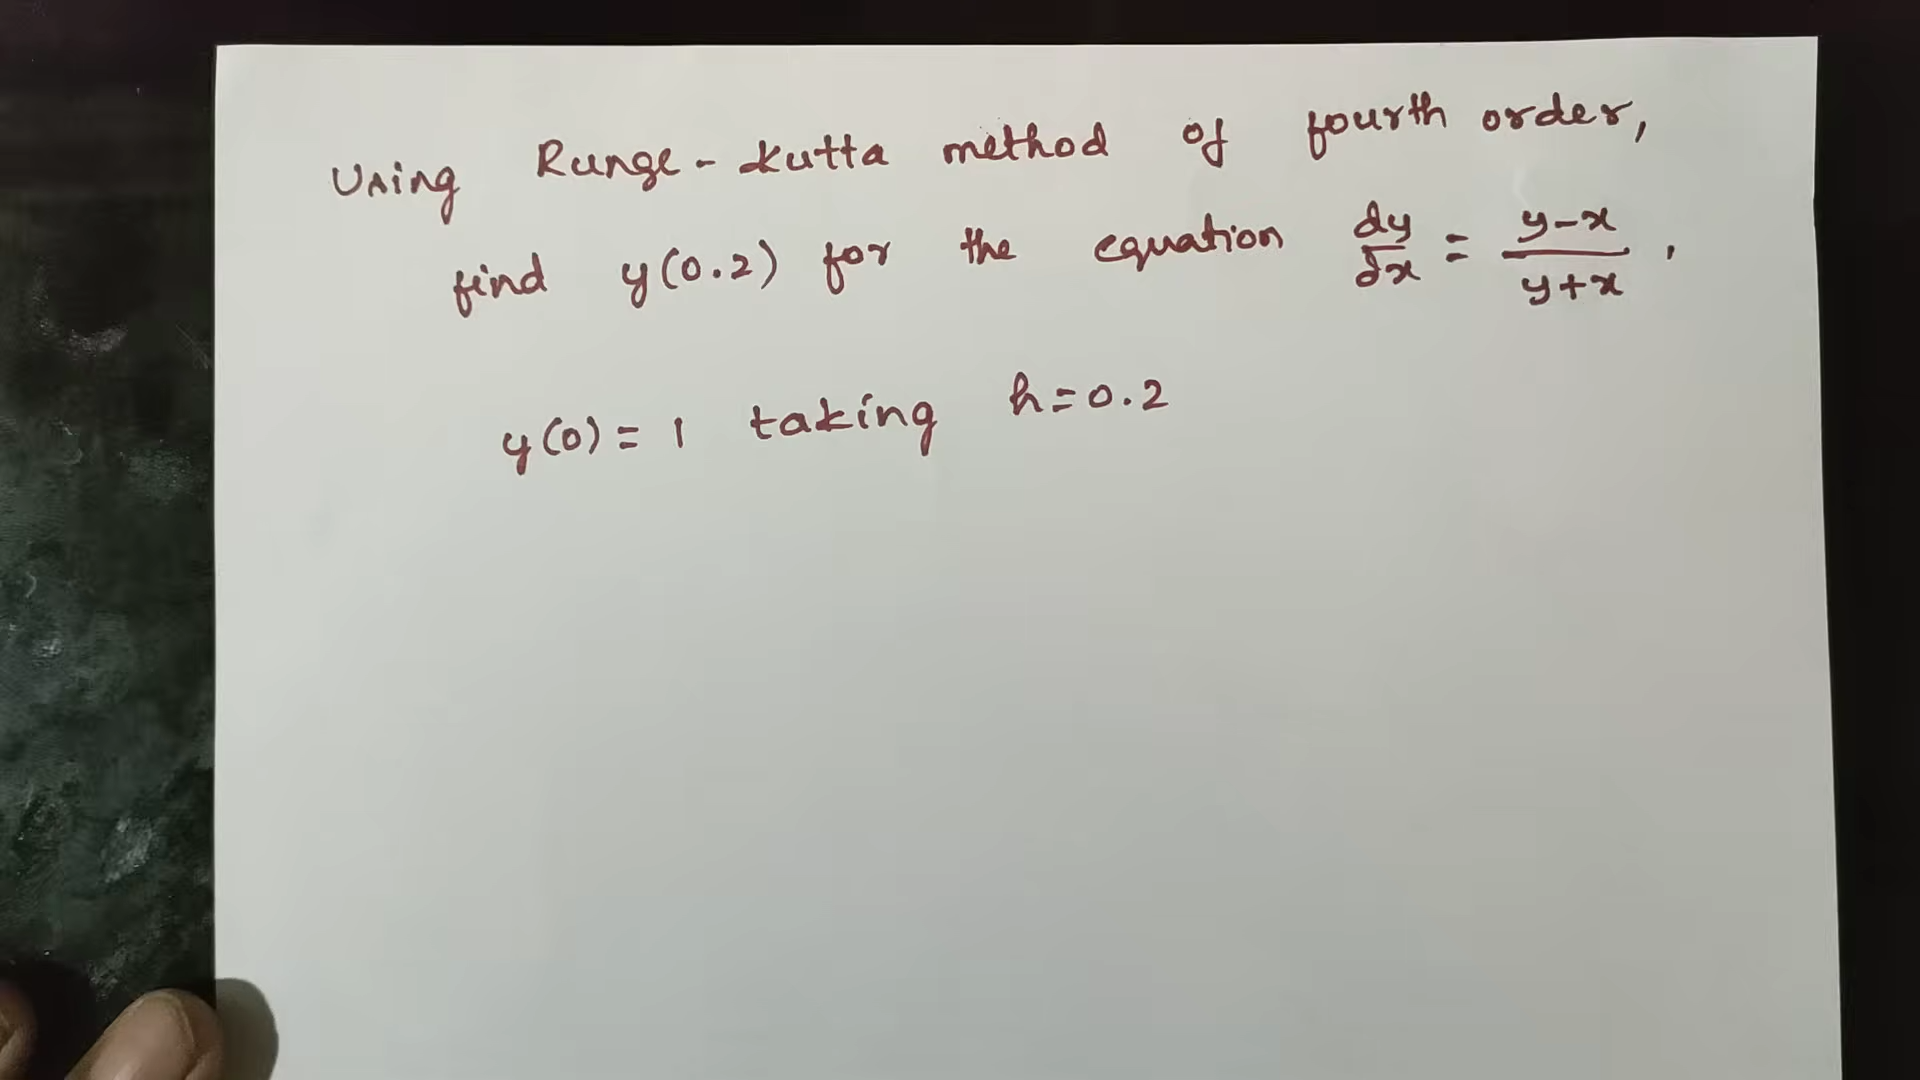 Using Runge - Kutta method of fourth order,
find y(0.2) for the equation dy/dx = y-x/y+x ,
y(0) = 1 taking h=0.2